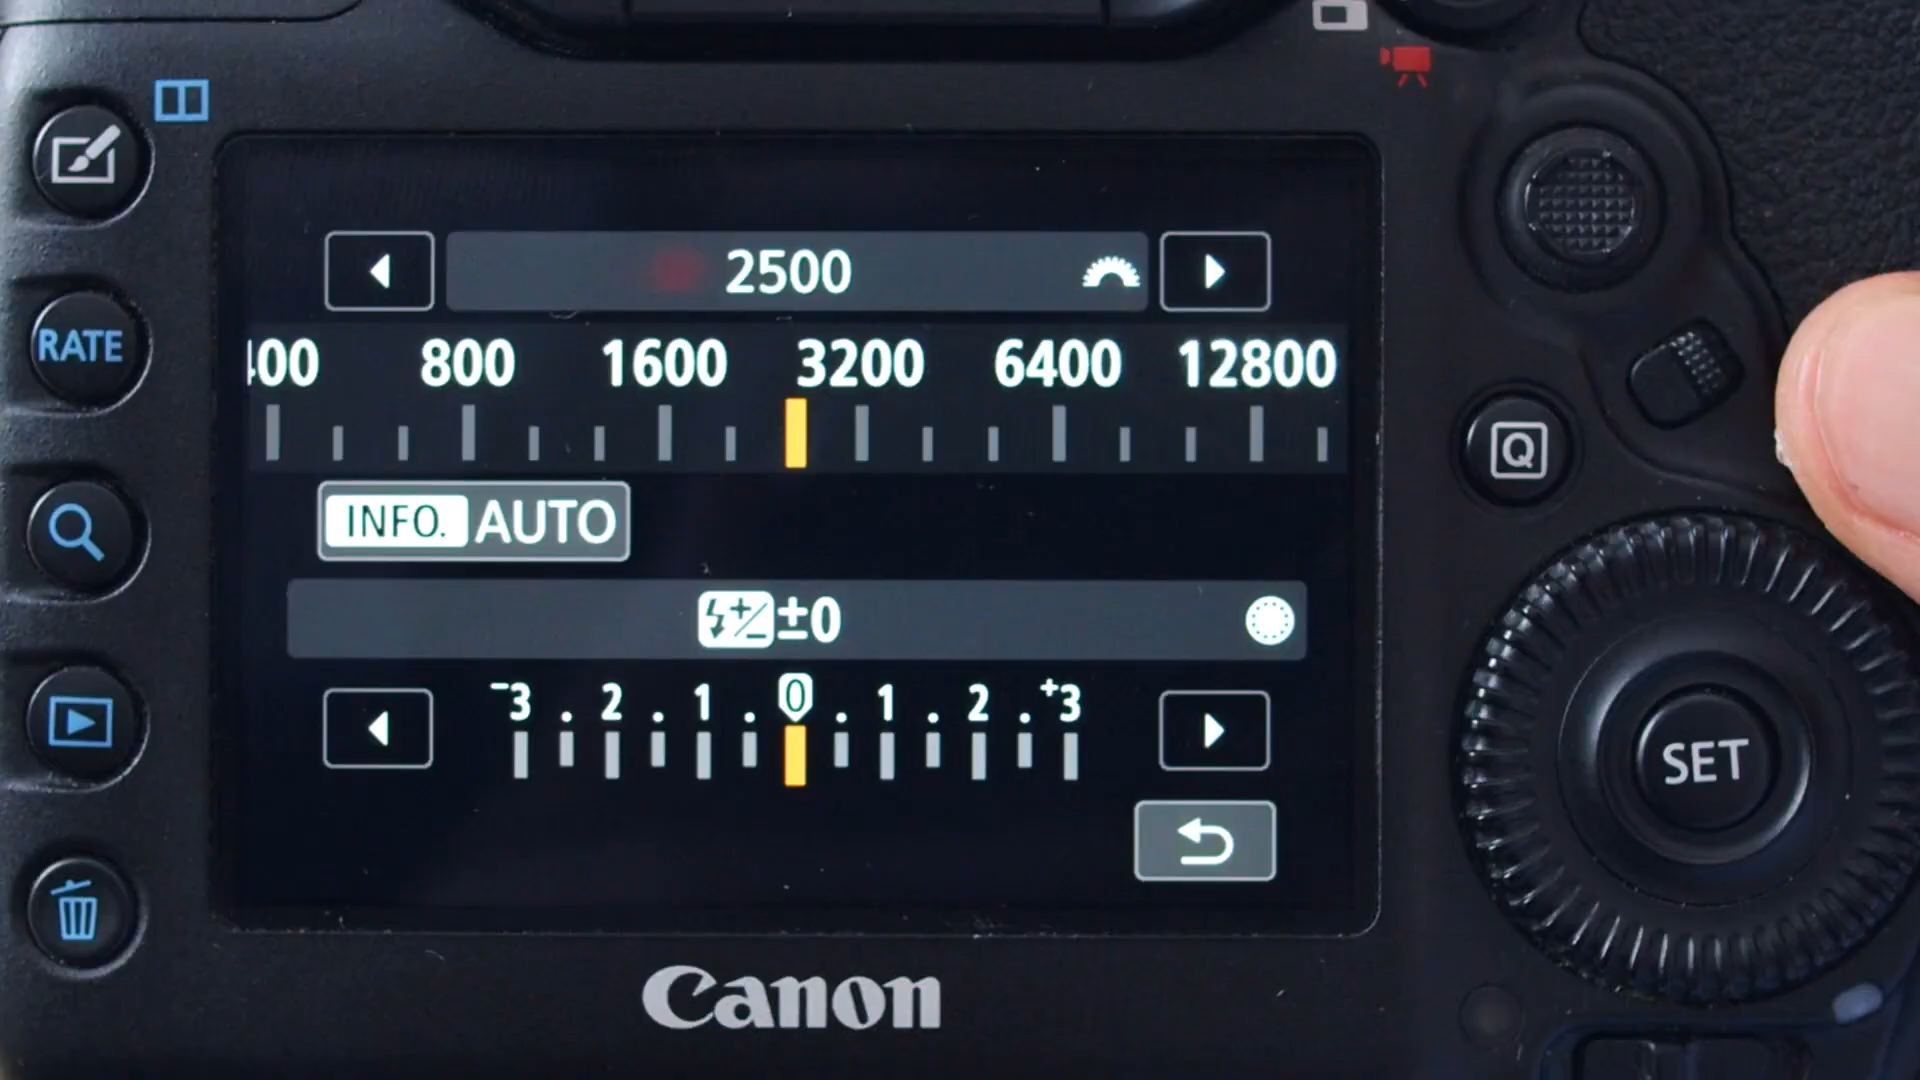 2500
400 800 1600 3200 6400 12800
INFO. AUTO
±0
-3 . 2 . 1 . 0 . 1 . 2 . +3
RATE
Q
SET
Canon